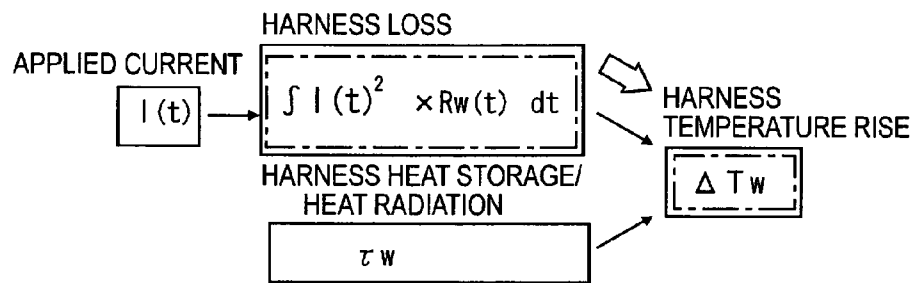 HARNESS LOSS
APPLIED CURRENT
I(t)
∫ I(t)² ×Rw(t) dt
HARNESS
TEMPERATURE RISE
ΔTw
HARNESS HEAT STORAGE/
HEAT RADIATION
τw